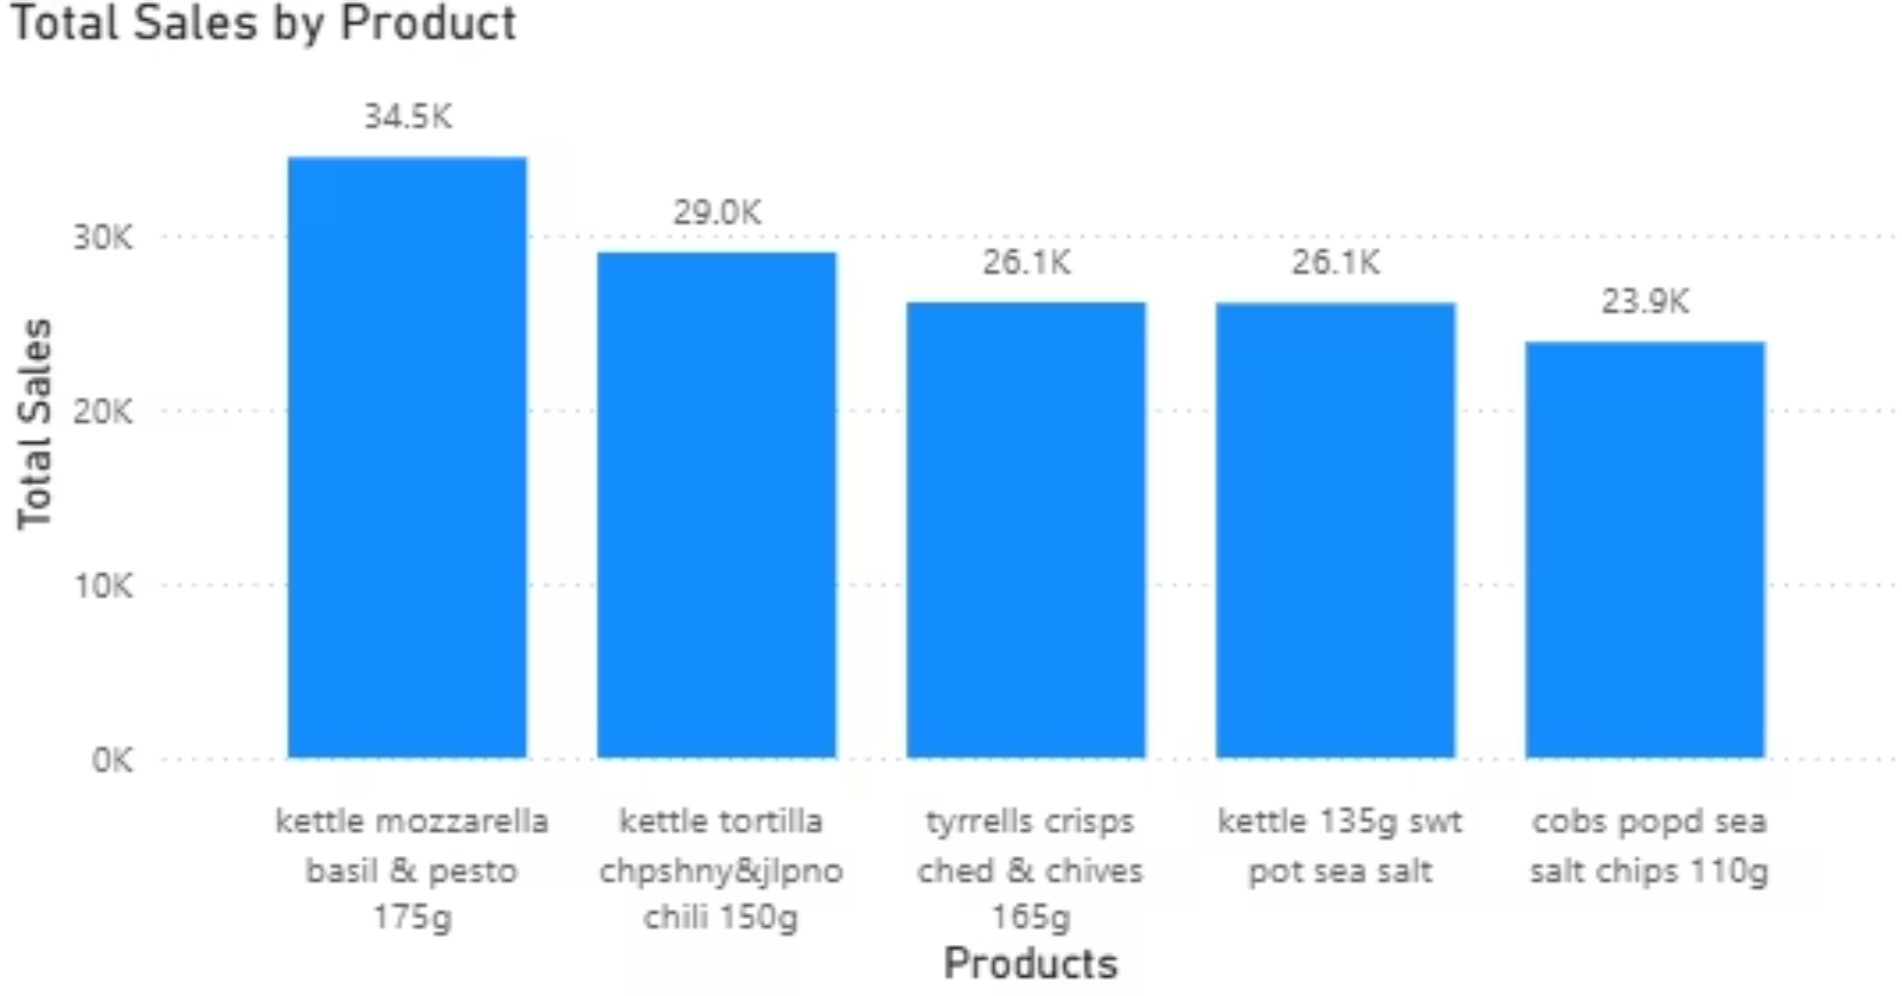 Total Sales by Product
34.5K
29.0K
26.1K
26.1K
23.9K
30K
20K
10K
0K
Total Sales
kettle mozzarella
basil & pesto
175g
kettle tortilla
chpshny&jlpno
chili 150g
tyrrells crisps
ched & chives
165g
kettle 135g swt
pot sea salt
cobs popd sea
salt chips 110g
Products